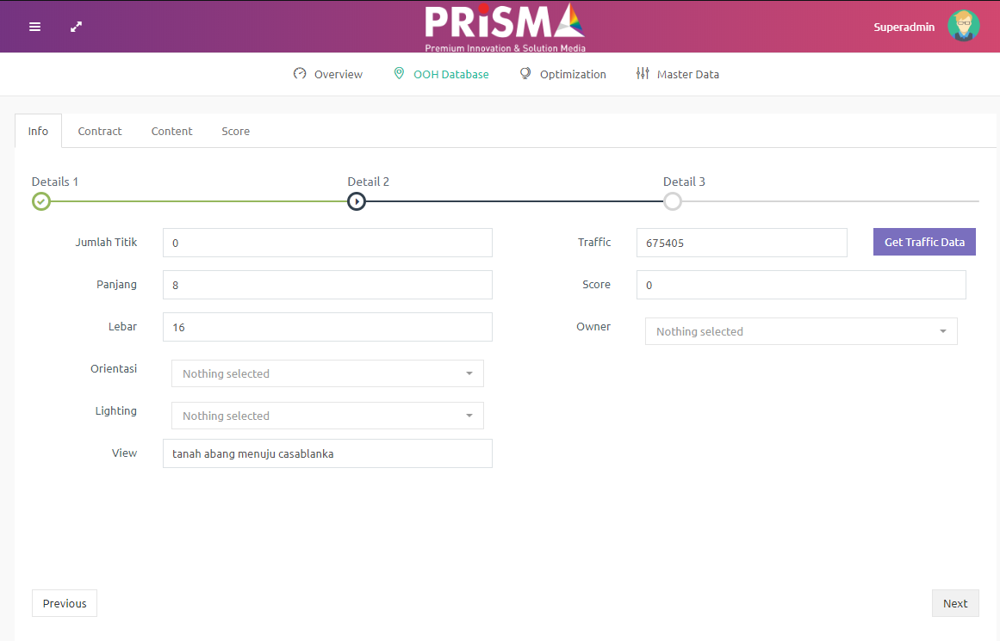 PRiSMA
Premium Innovation & Solution Media
Superadmin
Overview
OOH Database
Optimization
Master Data
Info
Contract
Content
Score
Details 1
Detail 2
Detail 3
Jumlah Titik
0
Panjang
8
Lebar
16
Orientasi
Nothing selected
Lighting
Nothing selected
View
tanah abang menuju casablanka
Traffic
675405
Get Traffic Data
Score
0
Owner
Nothing selected
Previous
Next